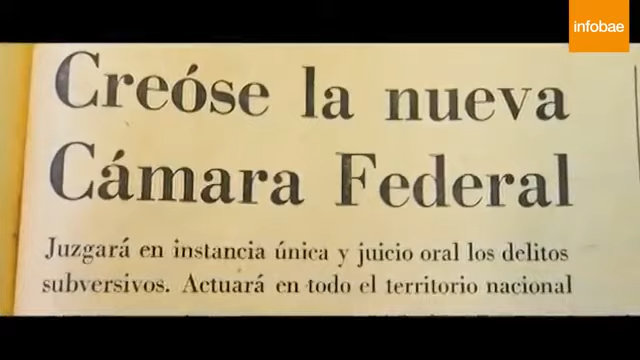 infobae
Creóse la nueva
Cámara Federal
Juzgará en instancia única y juicio oral los delitos
subversivos. Actuará en todo el territorio nacional